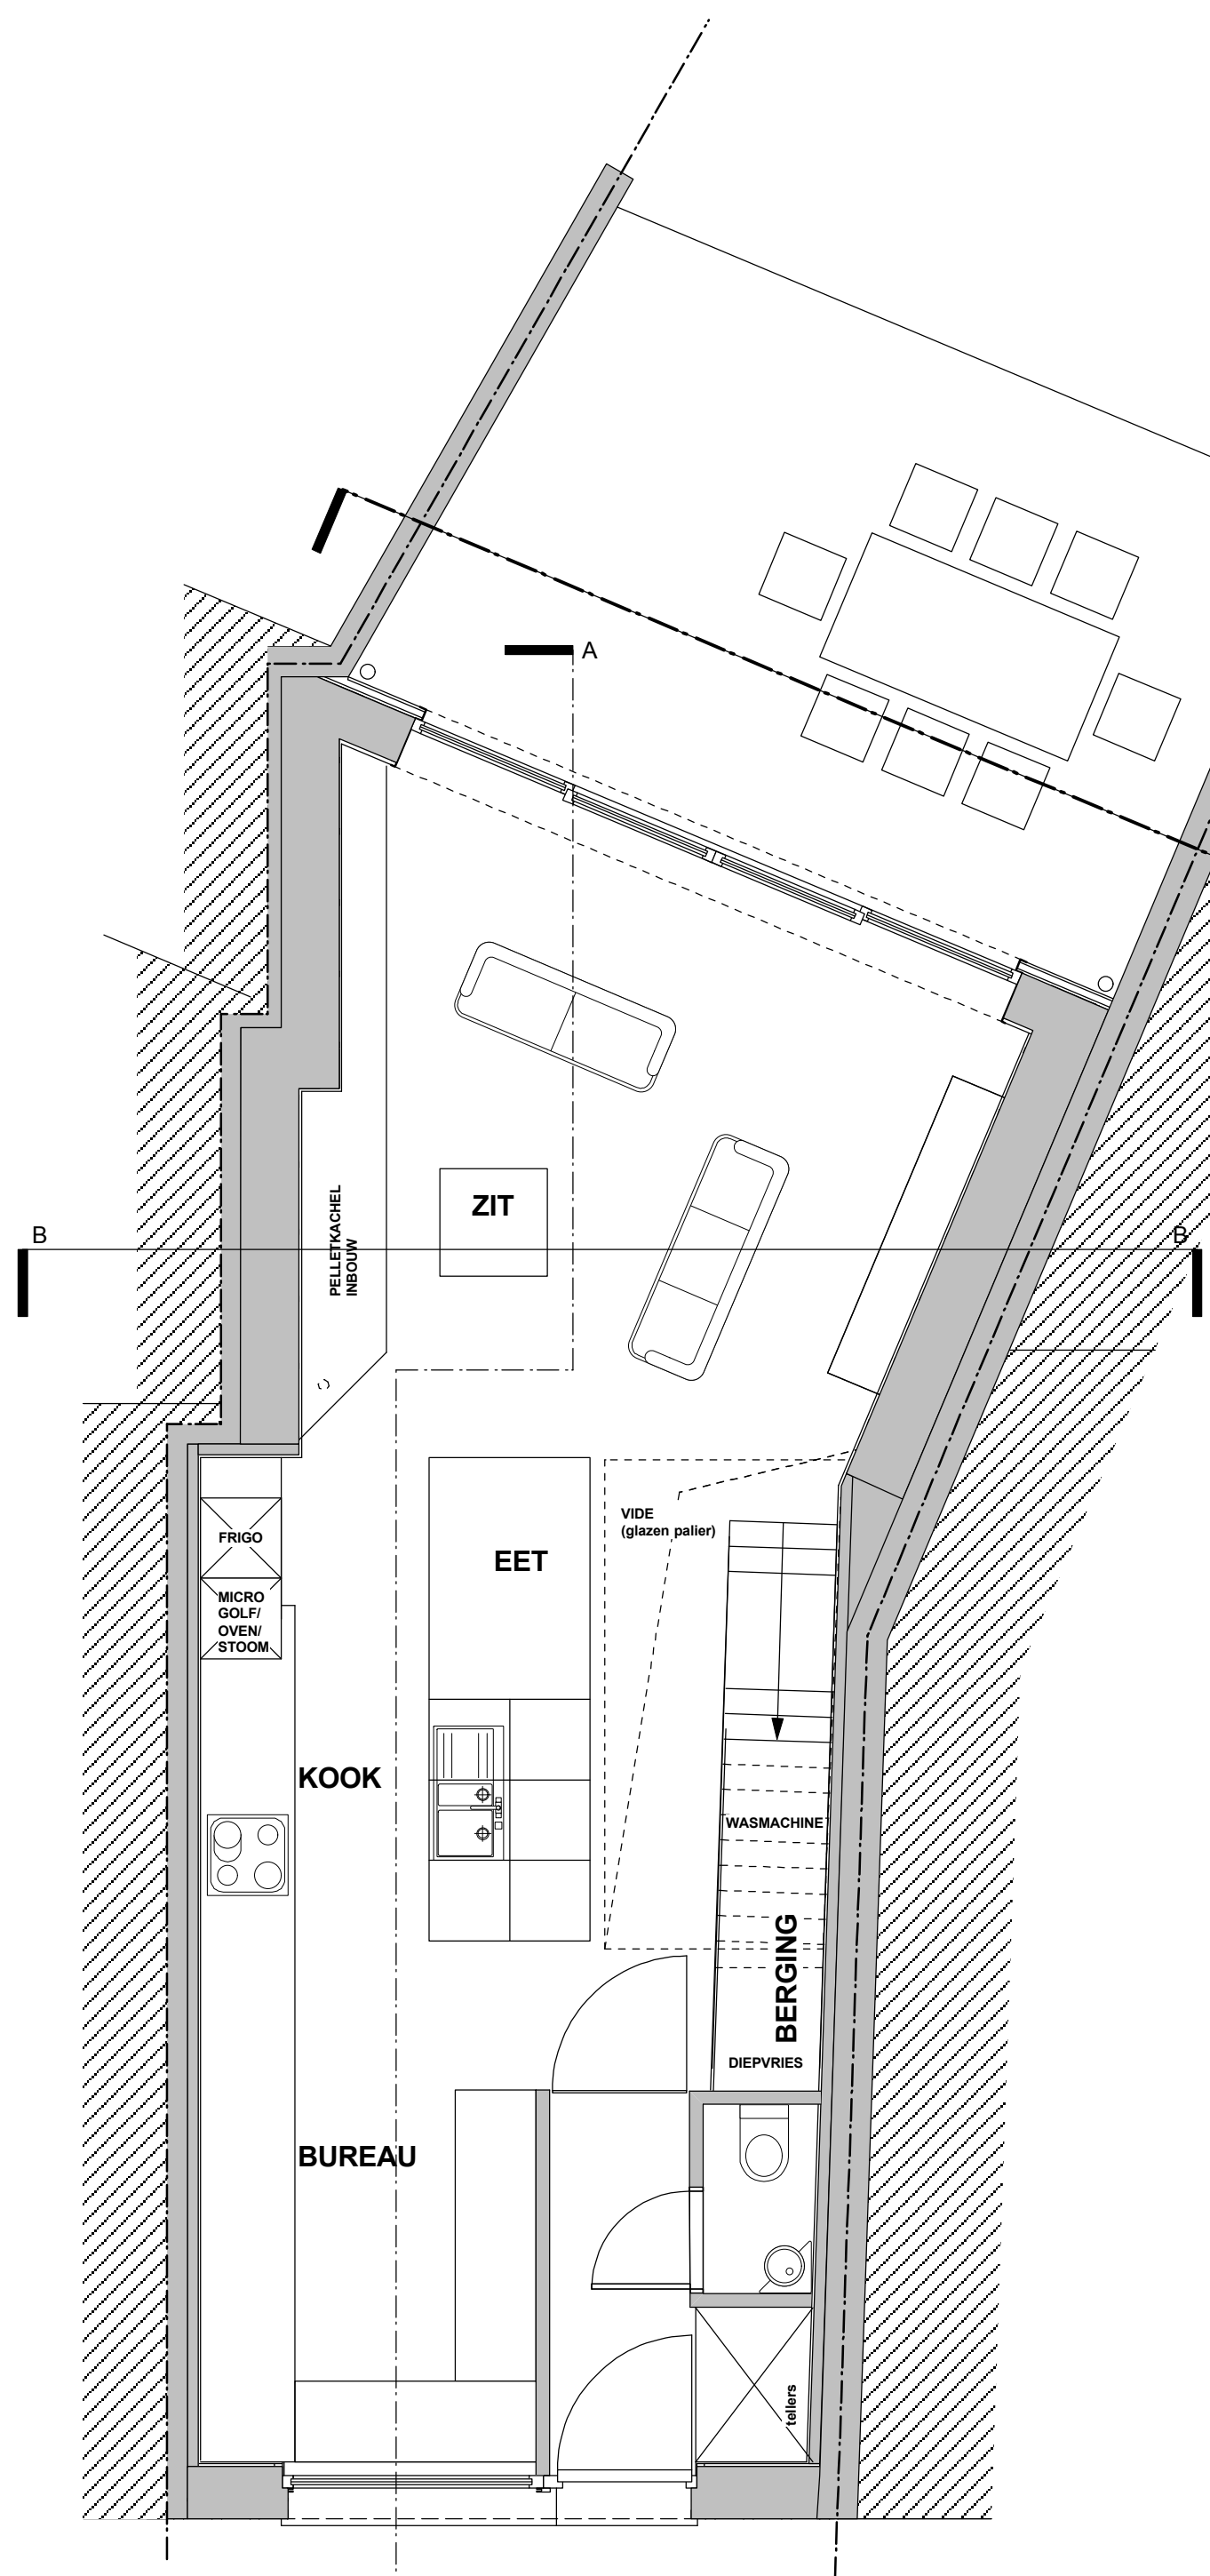 A
B
B
PELLETKACHEL
INBOUW
ZIT
VIDE
(glazen palier)
FRIGO
EET
MICRO
GOLF/
OVEN/
STOOM
KOOK
WASMACHINE
BERGING
DIEPVRIES
BUREAU
tellers